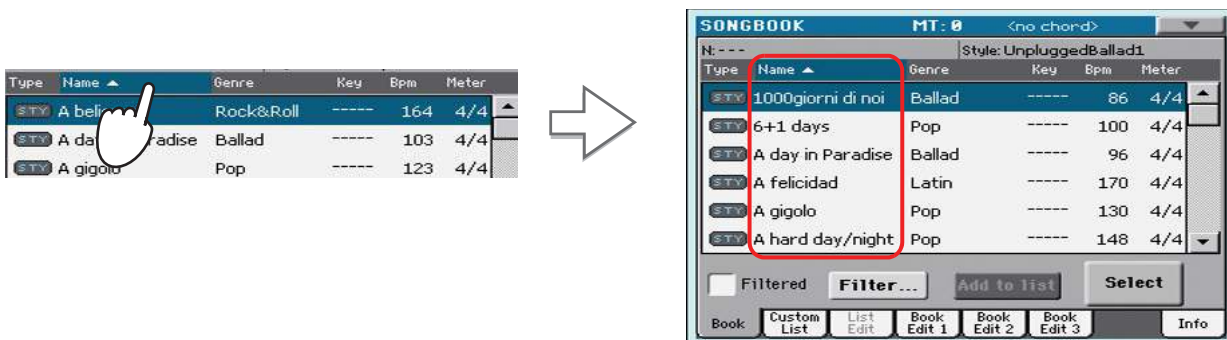 Type Name ▲ Genre Key Bpm Meter
STY A Rock&Roll ----- 164 4/4
STY A Ballad ----- 103 4/4
STY A gigolo Pop ----- 123 4/4
SONGBOOK MT: 0 <no chord>
N: --- Style: UnpluggedBallad1
Type Name ▲ Genre Key Bpm Meter
STY 1000giorni di noi Ballad ----- 86 4/4
STY 6+1 days Pop ----- 100 4/4
STY A day in Paradise Ballad ----- 96 4/4
STY A felicidad Latin ----- 170 4/4
STY A gigolo Pop ----- 130 4/4
STY A hard day/night Pop ----- 148 4/4
Filtered Filter... Add to list Select
Book Custom List List Edit Book Edit 1 Book Edit 2 Book Edit 3 Info